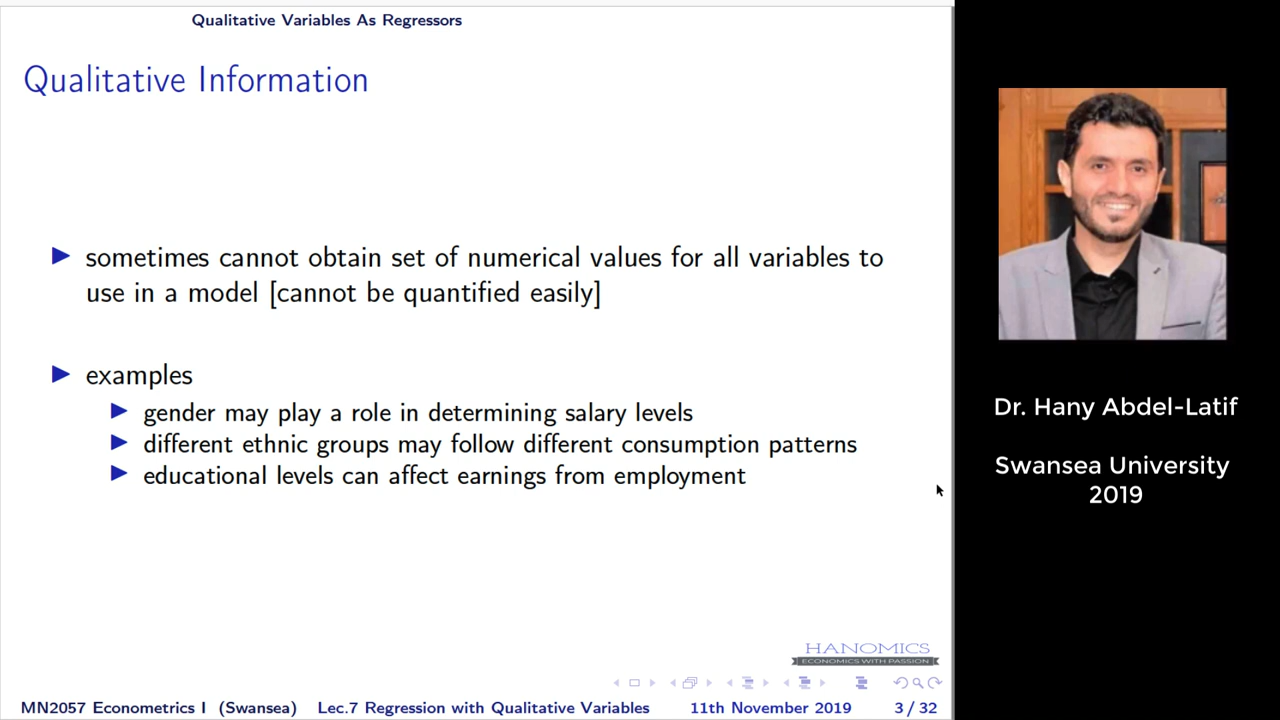 Qualitative Variables As Regressors
Qualitative Information
sometimes cannot obtain set of numerical values for all variables to
use in a model [cannot be quantified easily]
examples
gender may play a role in determining salary levels
different ethnic groups may follow different consumption patterns
educational levels can affect earnings from employment
HANOMICS
ECONOMICS WITH PASSION
MN2057 Econometrics I (Swansea) Lec.7 Regression with Qualitative Variables 11th November 2019 3 / 32
Dr. Hany Abdel-Latif
Swansea University
2019